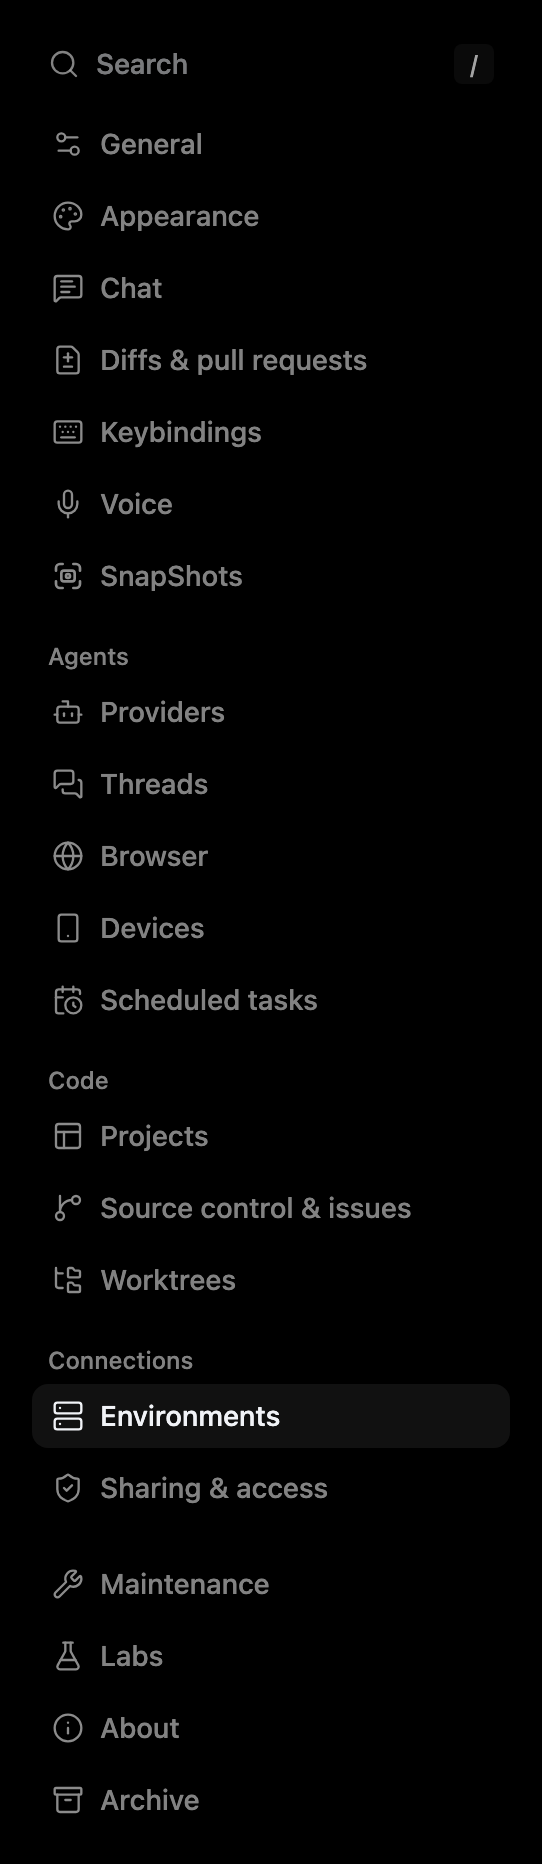 Search /
General
Appearance
Chat
Diffs & pull requests
Keybindings
Voice
SnapShots
Agents
Providers
Threads
Browser
Devices
Scheduled tasks
Code
Projects
Source control & issues
Worktrees
Connections
Environments
Sharing & access
Maintenance
Labs
About
Archive